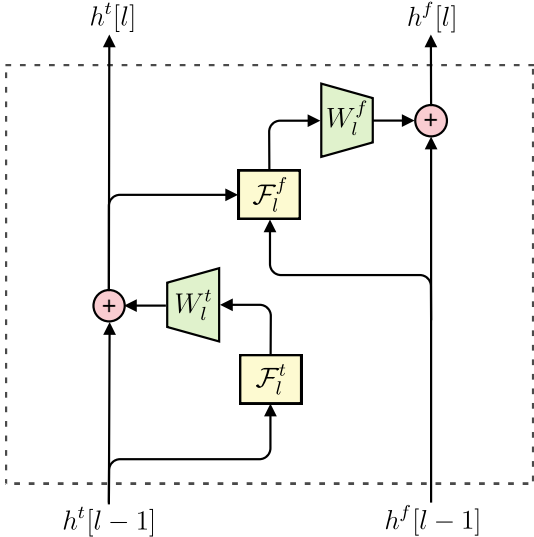 h^t[l] h^f[l]
W_l^f
+
F_l^f
+
W_l^t
F_l^t
h^t[l − 1] h^f[l − 1]